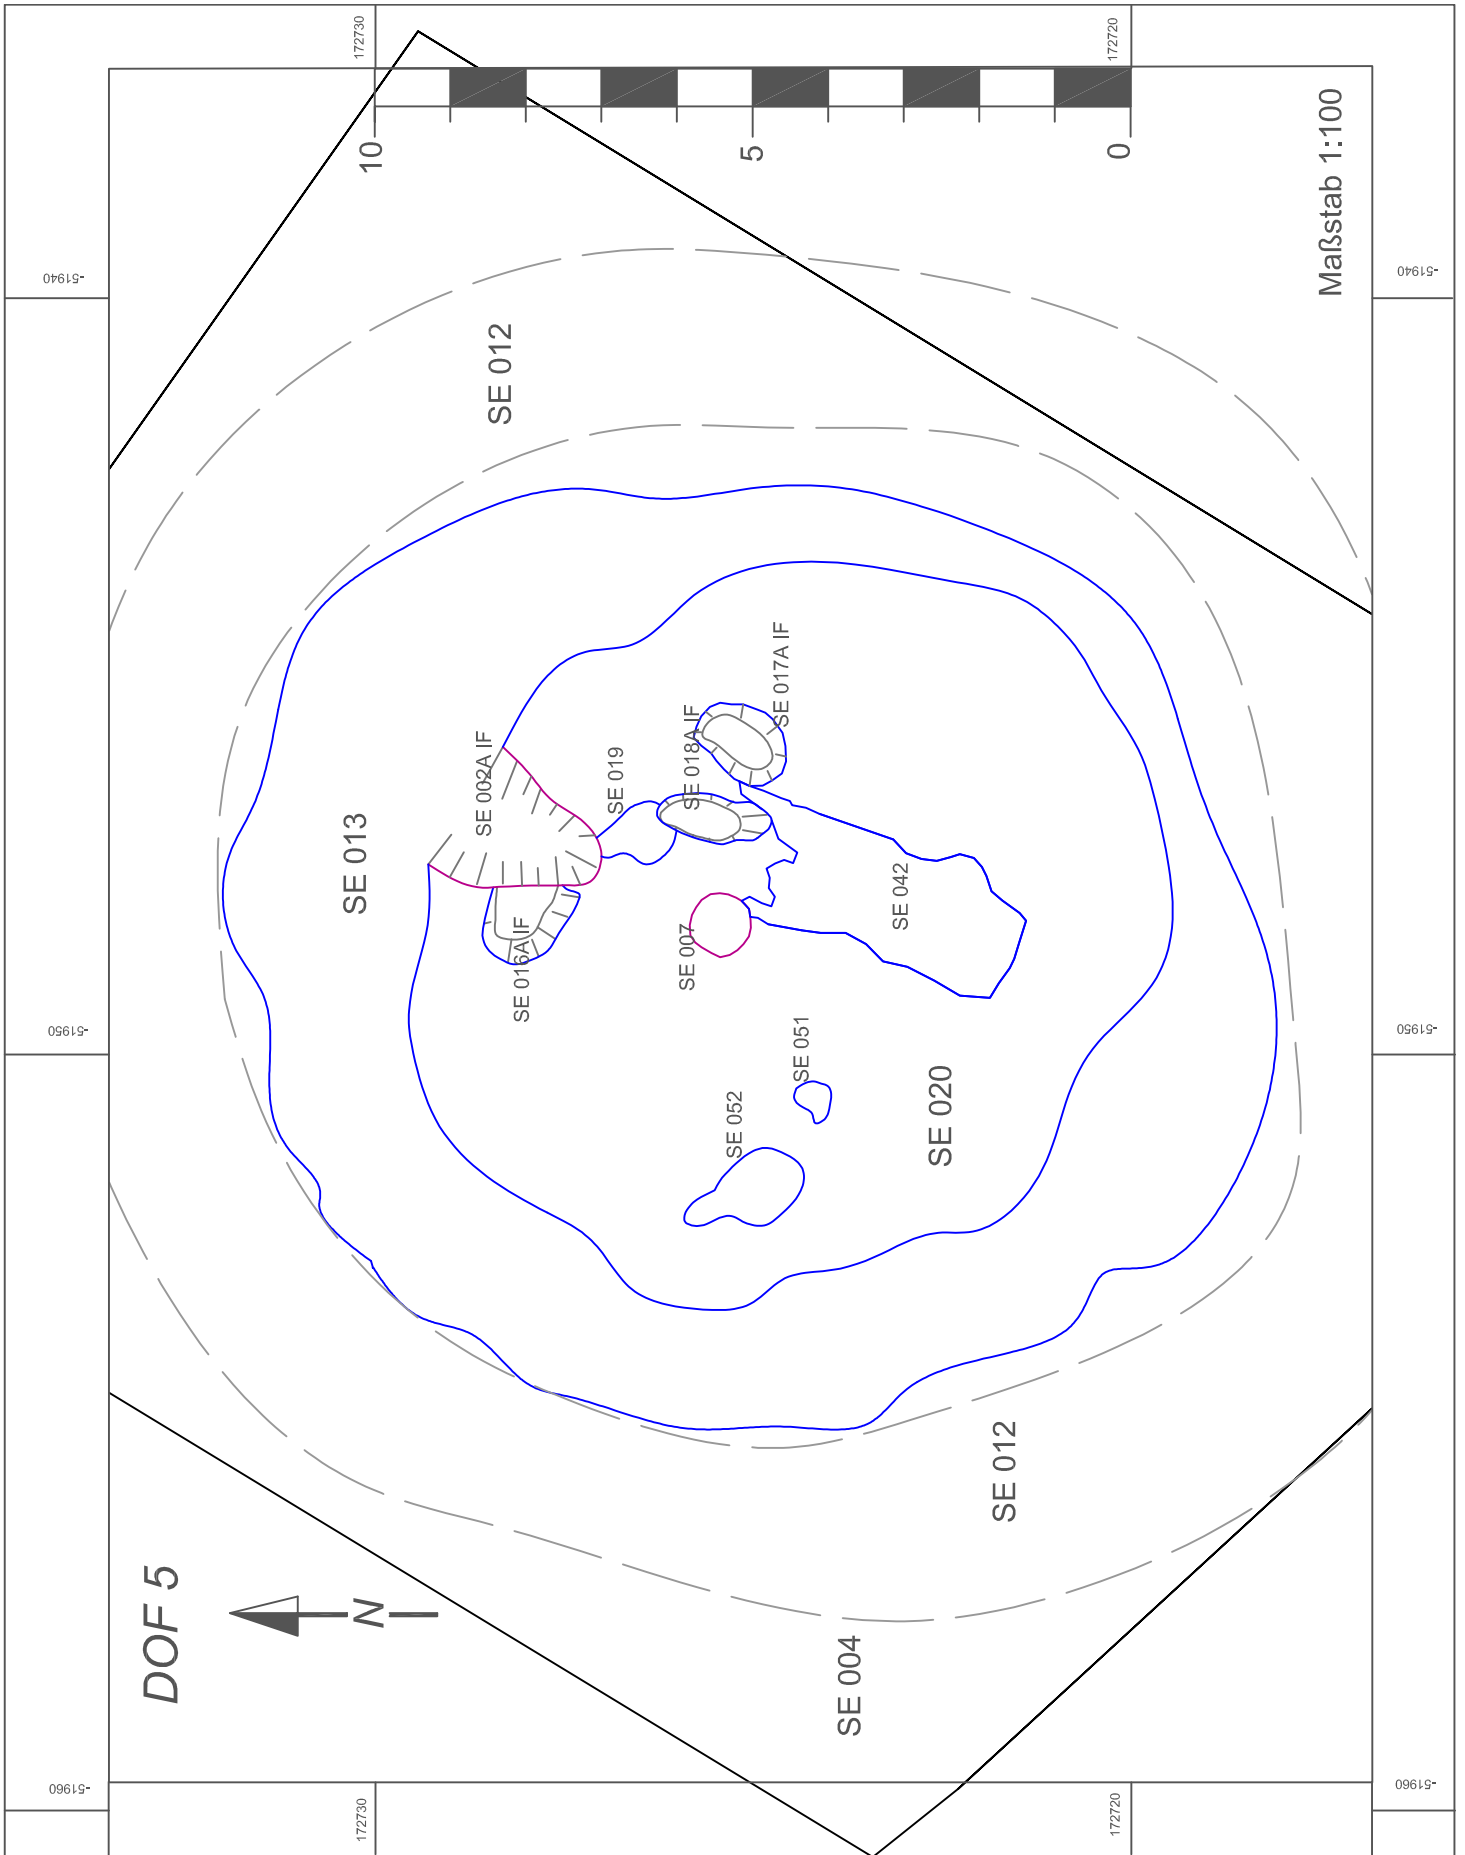 DOF 5
N
172730
172720
10
5
0
Maßstab 1:100
-51940
-51940
SE 012
SE 013
SE 002A IF
SE 019
SE 018A IF
SE 017A IF
SE 016A IF
SE 007
SE 042
SE 051
SE 052
SE 020
-51950
-51950
SE 012
SE 004
-51960
-51960
172730
172720